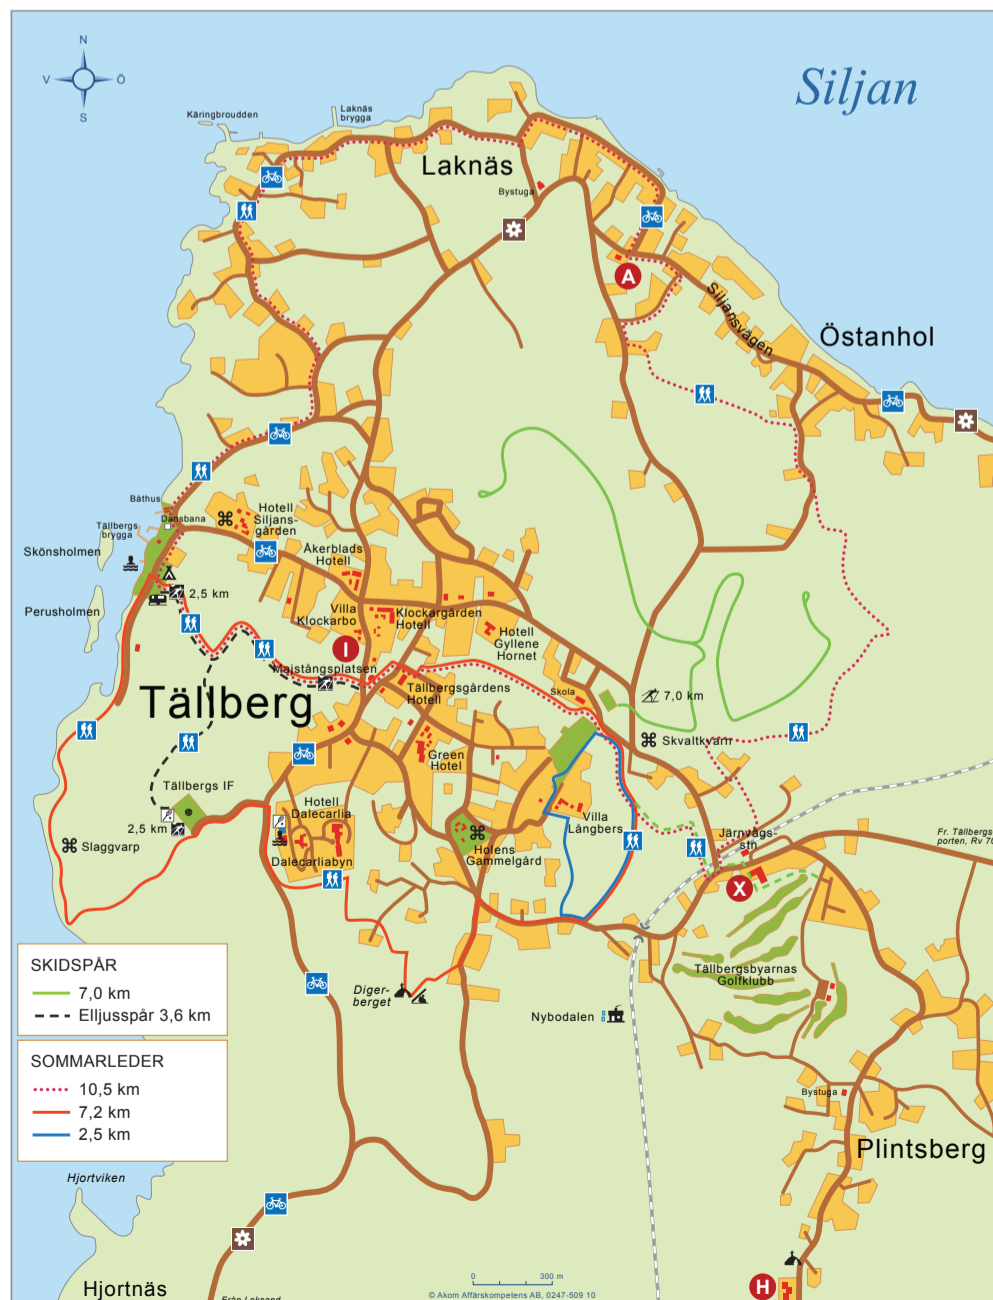 N
V Ö
S
Siljan
Käringbroudden
Laknäs
brygga
Laknäs
Bystuga
A
Siljansvägen
Östanhol
Båthus
Dansbana
Tällbergs
brygga
Skönsholmen
Perusholmen
Hotell
Siljans-
gården
Åkerblads
Hotell
2,5 km
Villa
Klockarbo
Klockargården
Hotell
Hotell
Gyllene
Hornet
I
Majstångsplatsen
Tällberg
Tällbergsgårdens
Hotell
Skola
7,0 km
Skvaltkvarn
Green
Hotel
Tällbergs IF
2,5 km
Slaggvarp
Hotell
Dalecarlia
Dalecarliabyn
Holens
Gammelgård
Villa
Långbers
Järnvägs-
stn
X
Fr. Tällbergs-
porten, Rv 70
Tällbergsbyarnas
Golfklubb
Diger-
berget
Nybodalen
SKIDSPÅR
7,0 km
Elljusspår 3,6 km
SOMMARLEDER
10,5 km
7,2 km
2,5 km
Bystuga
Plintsberg
Hjortviken
Hjortnäs
Från Leksand
0 300 m
© Akom Affärskompetens AB, 0247-509 10
H